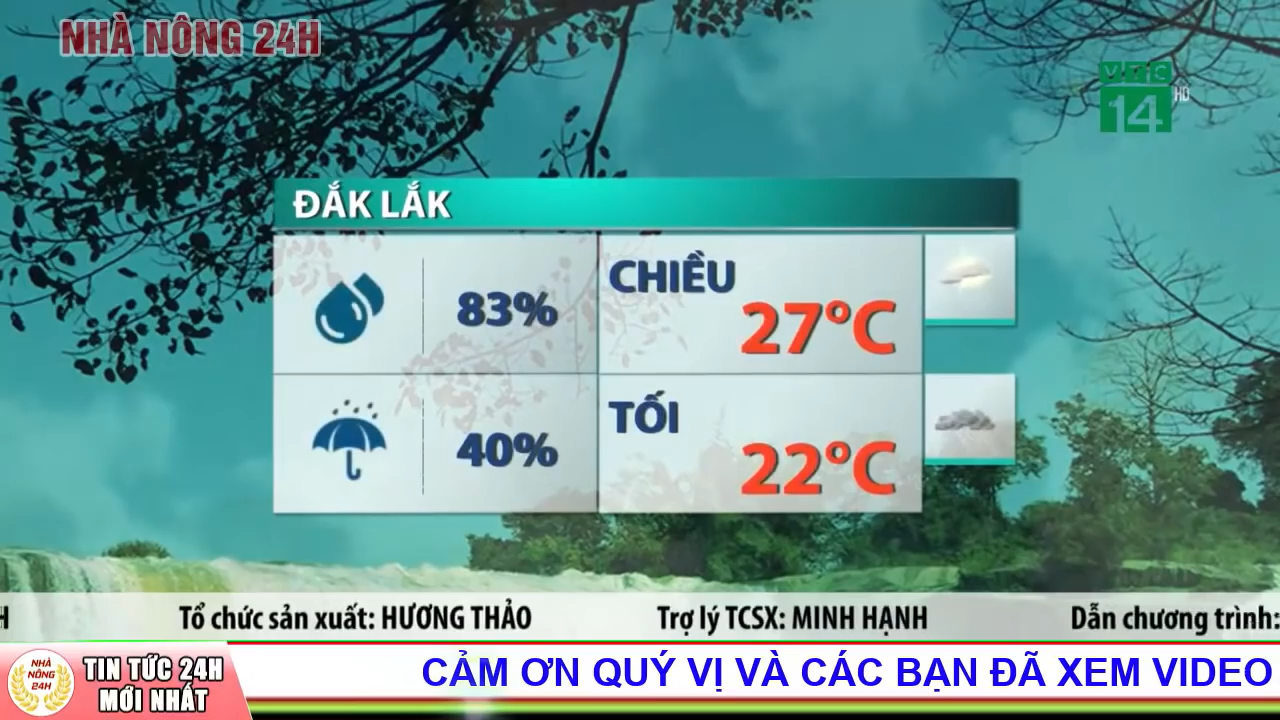 NHÀ NÔNG 24H
VTC
14
HD
ĐẮK LẮK
83%
CHIỀU
27°C
40%
TỐI
22°C
H
Tổ chức sản xuất: HƯƠNG THẢO
Trợ lý TCSX: MINH HẠNH
Dẫn chương trình:
NHÀ
NÔNG
24H
TIN TỨC 24H
MỚI NHẤT
CẢM ƠN QUÝ VỊ VÀ CÁC BẠN ĐÃ XEM VIDEO